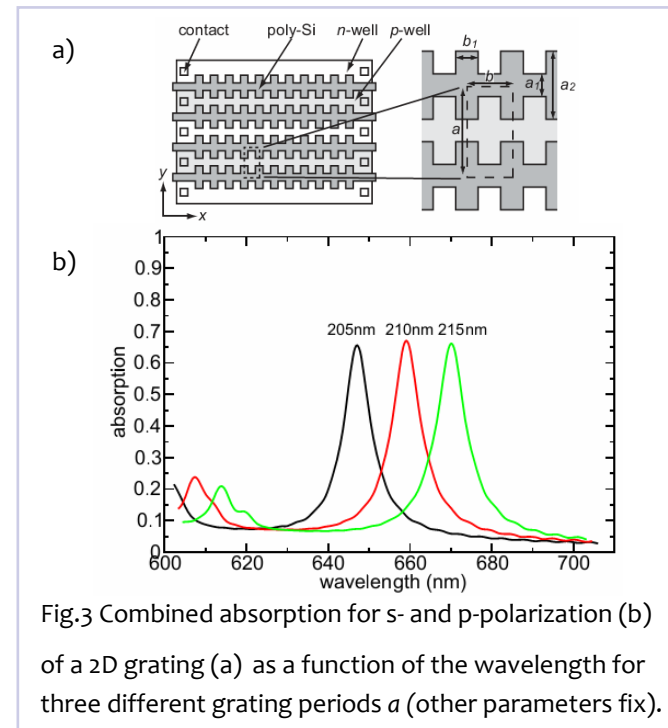 a)
contact poly-Si n-well p-well
b1
b
a1 a2
a
y
x
b)
1
0.9
0.8
0.7
205nm 210nm 215nm
0.6
absorption
0.5
0.4
0.3
0.2
0.1
0
600 620 640 660 680 700
wavelength (nm)
Fig.3 Combined absorption for s- and p-polarization (b)
of a 2D grating (a) as a function of the wavelength for
three different grating periods a (other parameters fix).